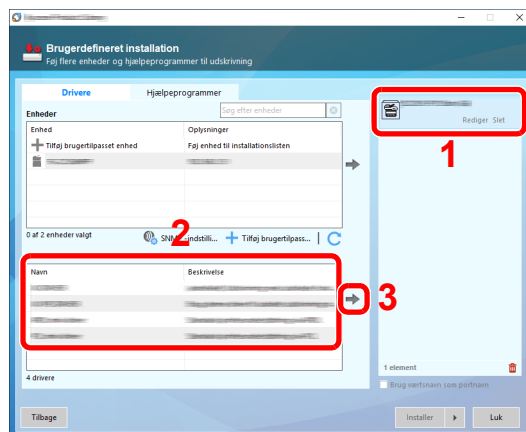 Brugerdefineret installation
Føj flere enheder og hjælpeprogrammer til udskrivning
Drivere Hjælpeprogrammer
Enheder Søg efter enheder
Enhed Oplysninger
Tilføj brugertilpasset enhed Føj enhed til installationslisten
0 af 2 enheder valgt SNM -indstilli... Tilføj brugertilpass...
Rediger Slet
1
2
Navn Beskrivelse
3
4 drivere
1 element
Brug værtsnavn som portnavn
Tilbage Installer Luk